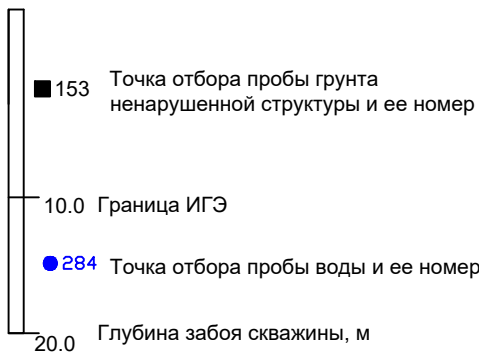 153 Точка отбора пробы грунта
ненарушенной структуры и ее номер
10.0 Граница ИГЭ
284 Точка отбора пробы воды и ее номер
20.0 Глубина забоя скважины, м